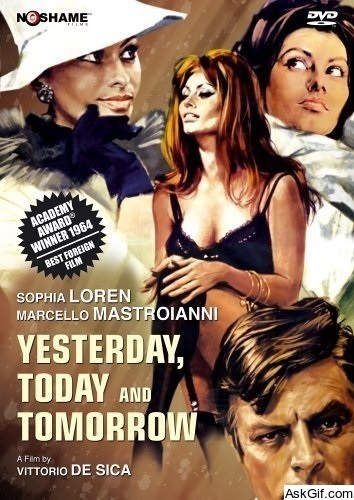 NOSHAME
FILMS
DVD
VIDEO
ACADEMY
AWARD®
WINNER 1964
BEST FOREIGN
FILM
SOPHIA LOREN
MARCELLO MASTROIANNI
YESTERDAY,
TODAY AND
TOMORROW
A Film by
VITTORIO DE SICA
AskGif.com